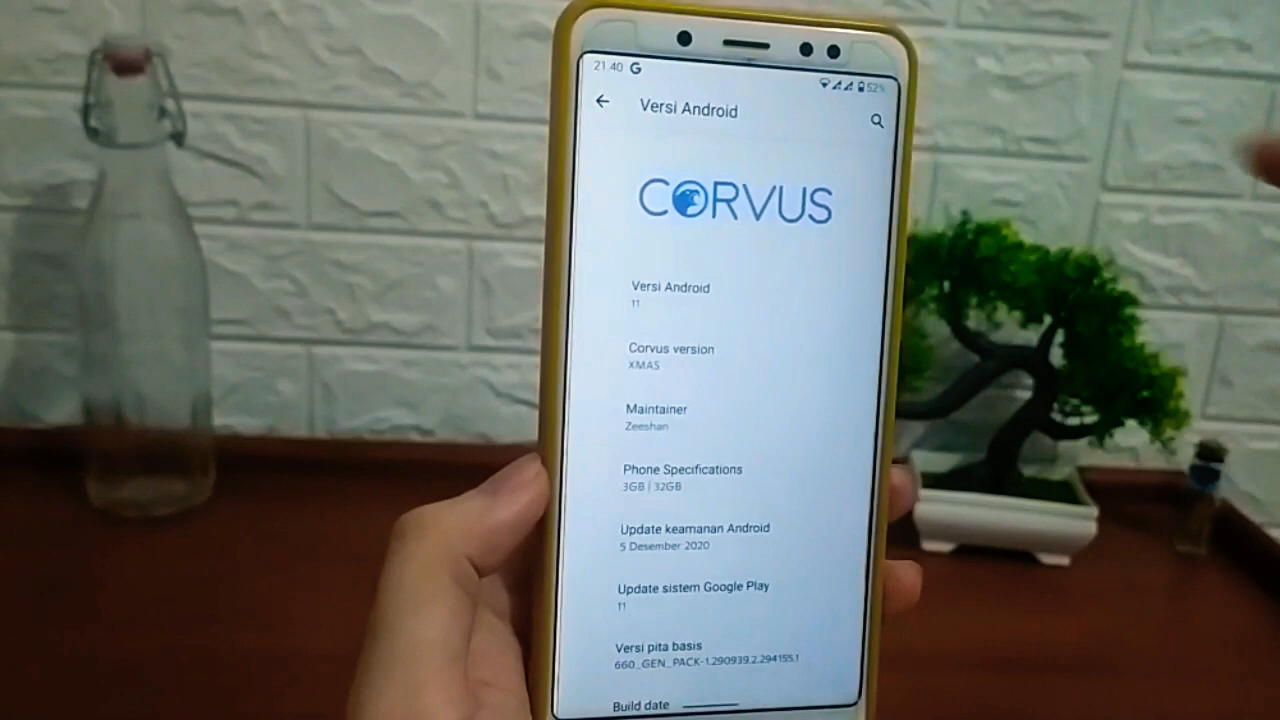 21.40 G
52%
Versi Android
CORVUS
Versi Android
11
Corvus version
XMAS
Maintainer
Zeeshan
Phone Specifications
3GB | 32GB
Update keamanan Android
5 Desember 2020
Update sistem Google Play
11
Versi pita basis
660_GEN_PACK-1.290939.2.294155.1
Build date